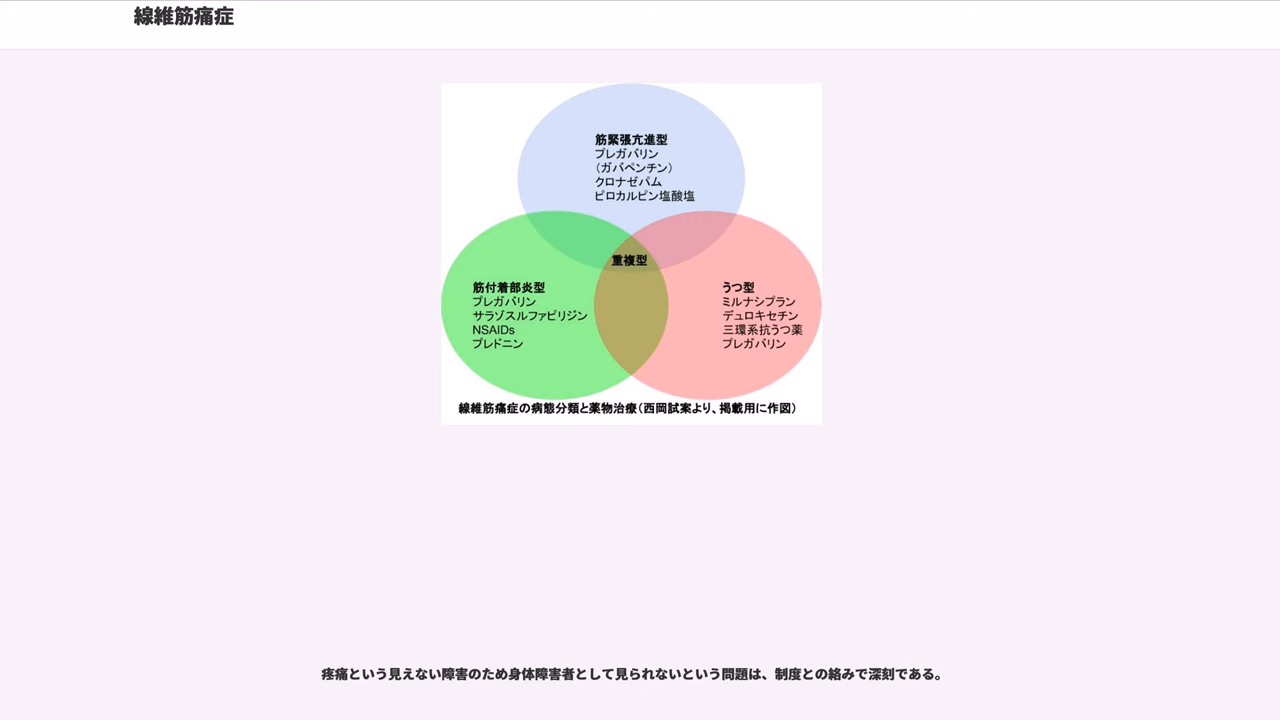 線維筋痛症
筋緊張亢進型
プレガバリン
（ガバペンチン）
クロナゼパム
ピロカルピン塩酸塩
重複型
筋付着部炎型
プレガバリン
サラゾスルファピリジン
NSAIDs
プレドニン
うつ型
ミルナシプラン
デュロキセチン
三環系抗うつ薬
プレガバリン
線維筋痛症の病態分類と薬物治療（西岡試案より、掲載用に作図）
疼痛という見えない障害のため身体障害者として見られないという問題は、制度との絡みで深刻である。